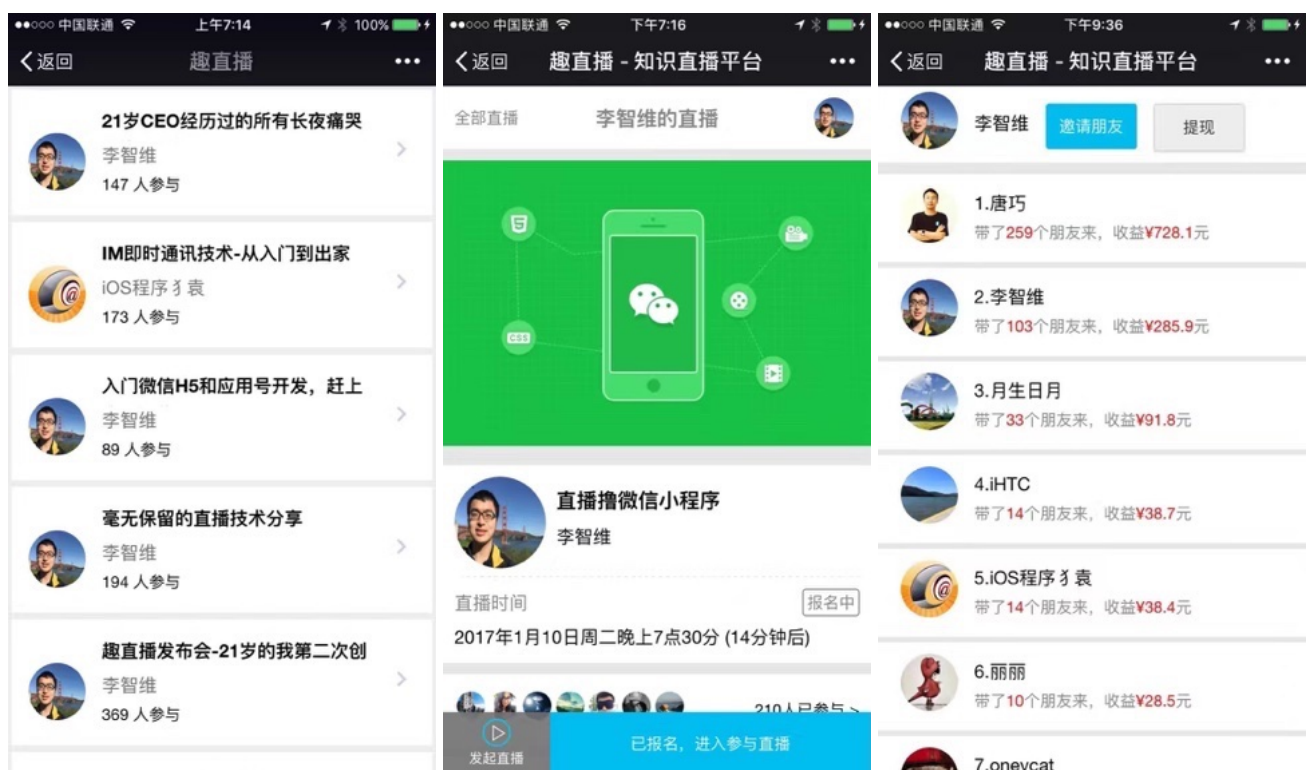 中国联通
上午7:14
100%
返回
趣直播
21岁CEO经历过的所有长夜痛哭
李智维
147 人参与
IM即时通讯技术-从入门到出家
iOS程序犭袁
173 人参与
入门微信H5和应用号开发，赶上
李智维
89 人参与
毫无保留的直播技术分享
李智维
194 人参与
趣直播发布会-21岁的我第二次创
李智维
369 人参与
中国联通
下午7:16
返回
趣直播 - 知识直播平台
全部直播
李智维的直播
5
CSS
直播撸微信小程序
李智维
直播时间
报名中
2017年1月10日周二晚上7点30分 (14分钟后)
210人已参与 >
发起直播
已报名，进入参与直播
中国联通
下午9:36
返回
趣直播 - 知识直播平台
李智维
邀请朋友
提现
1.唐巧
带了259个朋友来，收益¥728.1元
2.李智维
带了103个朋友来，收益¥285.9元
3.月生日月
带了33个朋友来，收益¥91.8元
4.iHTC
带了14个朋友来，收益¥38.7元
5.iOS程序犭袁
带了14个朋友来，收益¥38.4元
6.丽丽
带了10个朋友来，收益¥28.5元
7.onevcat